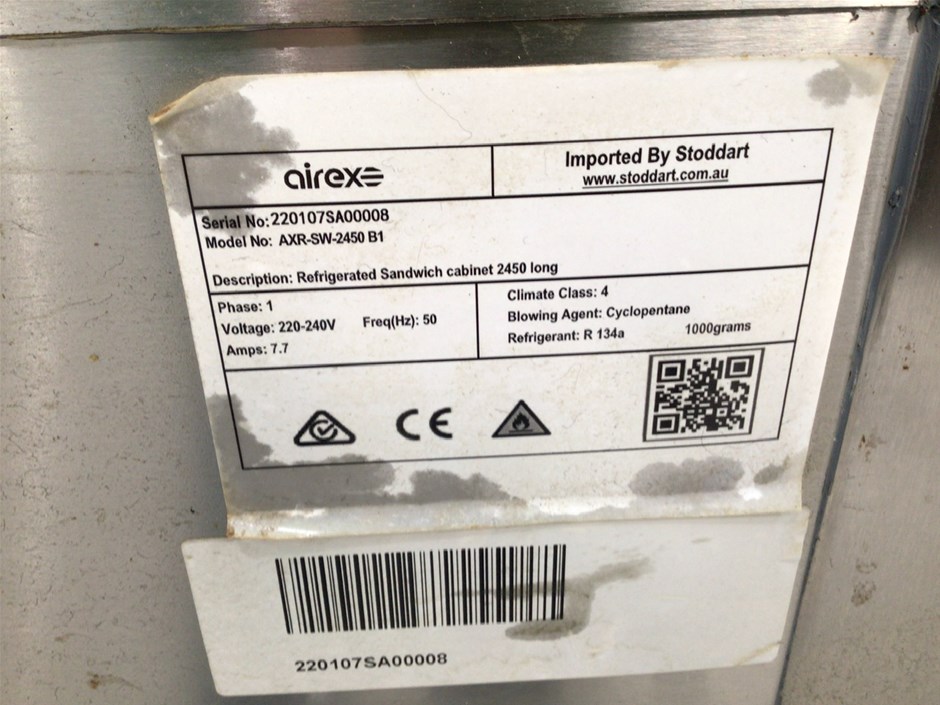 airex
Imported By Stoddart
www.stoddart.com.au
Serial No: 220107SA00008
Model No: AXR-SW-2450 B1
Description: Refrigerated Sandwich cabinet 2450 long
Phase: 1
Voltage: 220-240V Freq(Hz): 50
Amps: 7.7
Climate Class: 4
Blowing Agent: Cyclopentane
Refrigerant: R 134a 1000grams
CE
220107SA00008